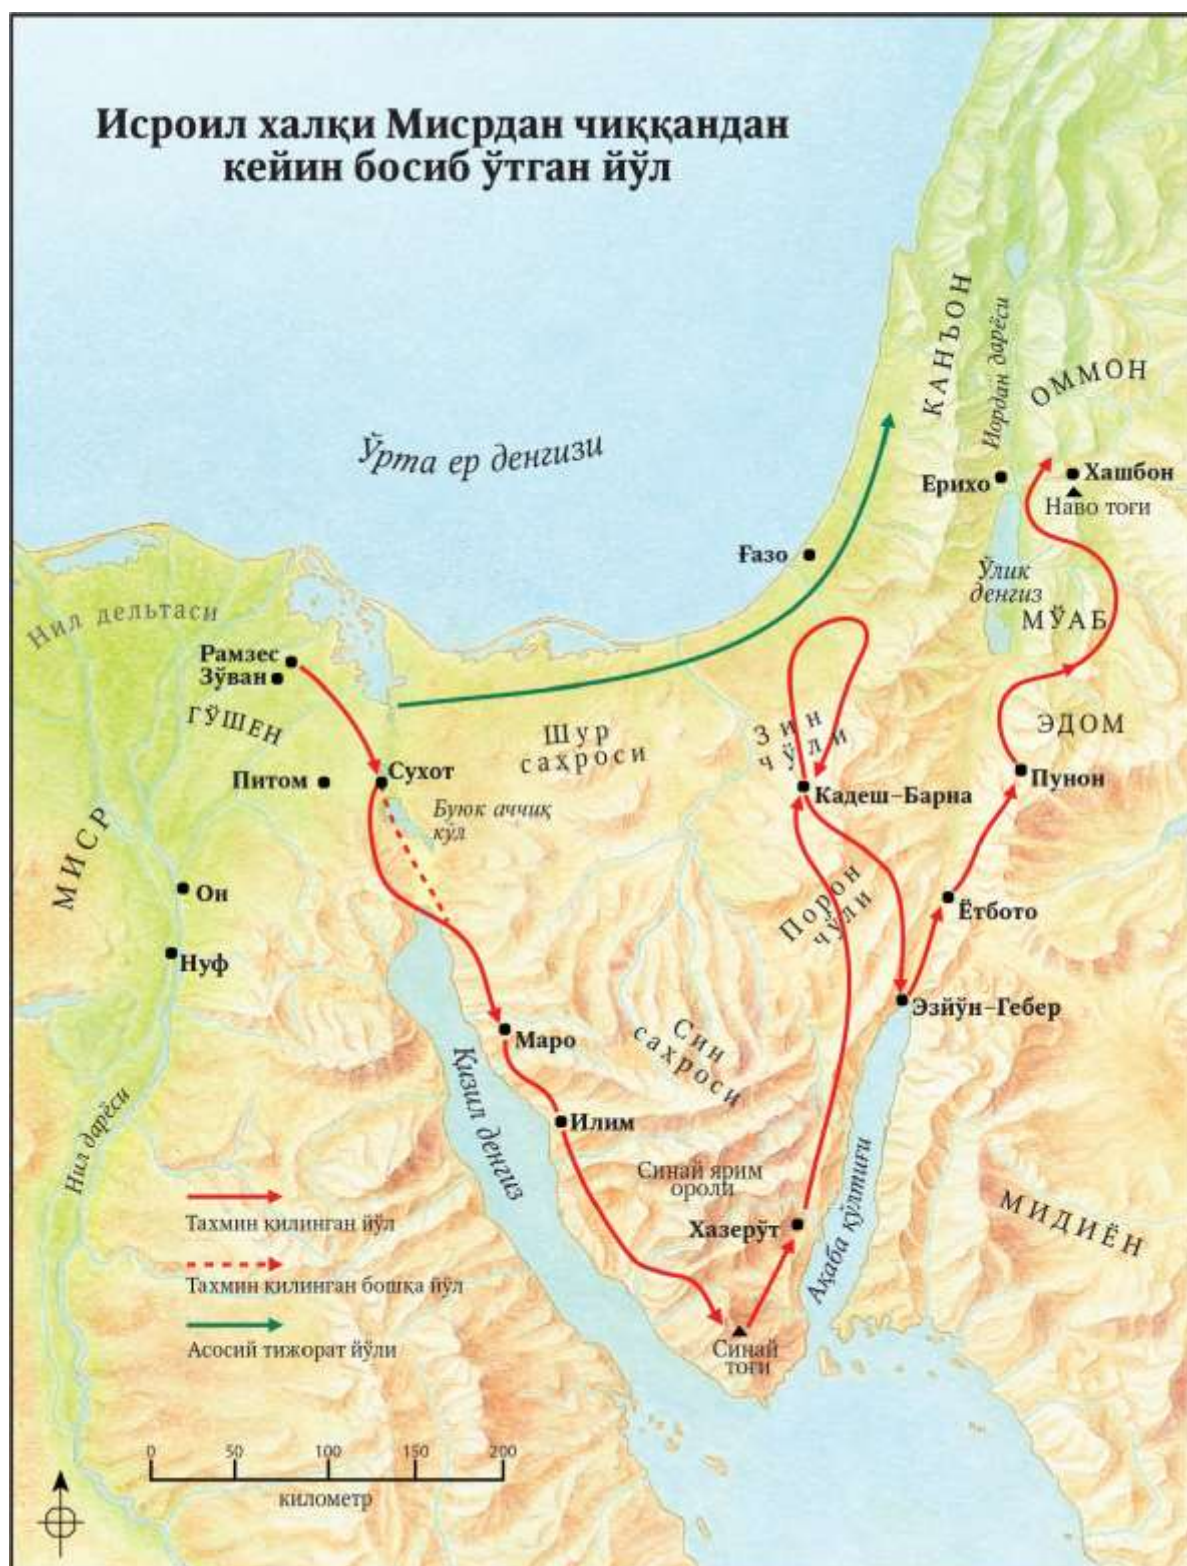 Исроил халқи Мисрдан чиққандан
кейин босиб ўтган йўл
КАНЪОН
Иордан дарёси
ОММОН
Ўрта ер денгизи
Ерихо
Хашбон
Наво тоғи
Ғазо
Ўлик
денгиз
МЎАБ
Нил дельтаси
Рамзес
Зўван
ГЎШЕН
Шур
саҳроси
Зин
чўли
ЭДОМ
Питом
Сухот
Буюк аччиқ
кўл
Кадеш-Барна
Пунон
МИСР
Он
Порон
чўли
Ётбото
Нуф
Эзйўн-Гебер
Маро
Син
саҳроси
Қизил денгиз
Илим
Нил дарёси
Синай ярим
ороли
Ақаба қўлтиғи
МИДИЁН
Хазерўт
Тахмин қилинган йўл
Тахмин қилинган бошқа йўл
Асосий тижорат йўли
Синай
тоғи
0 50 100 150 200
километр